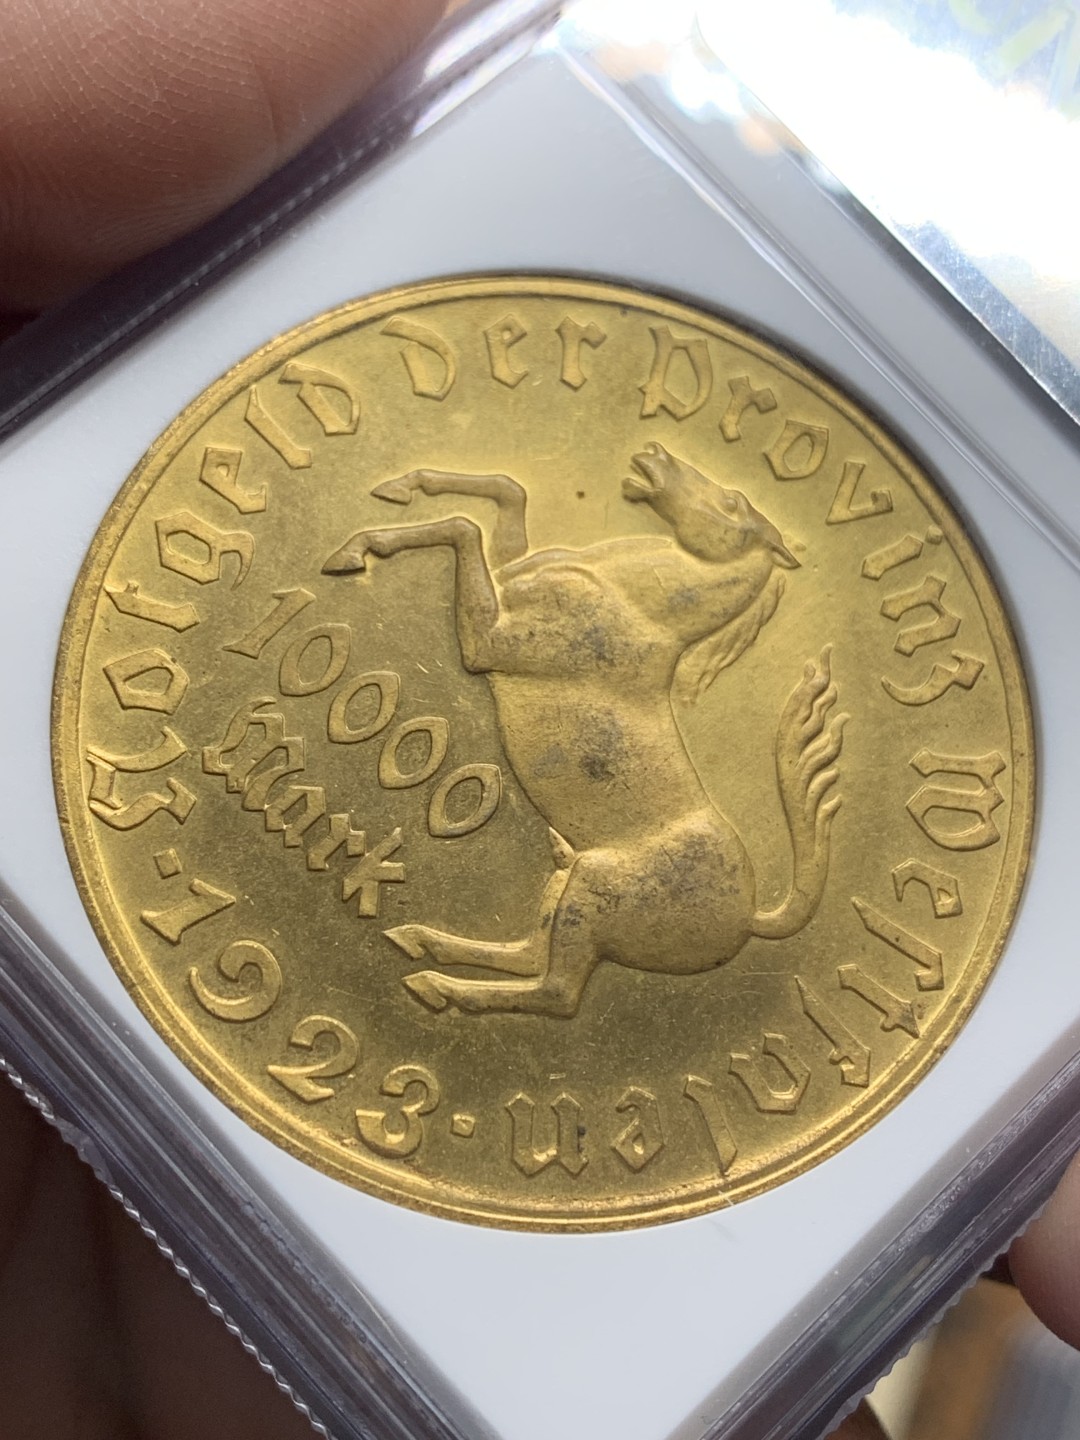 Notgeld der Provinz Weſtfalen · 1923 ·
10000
Mark